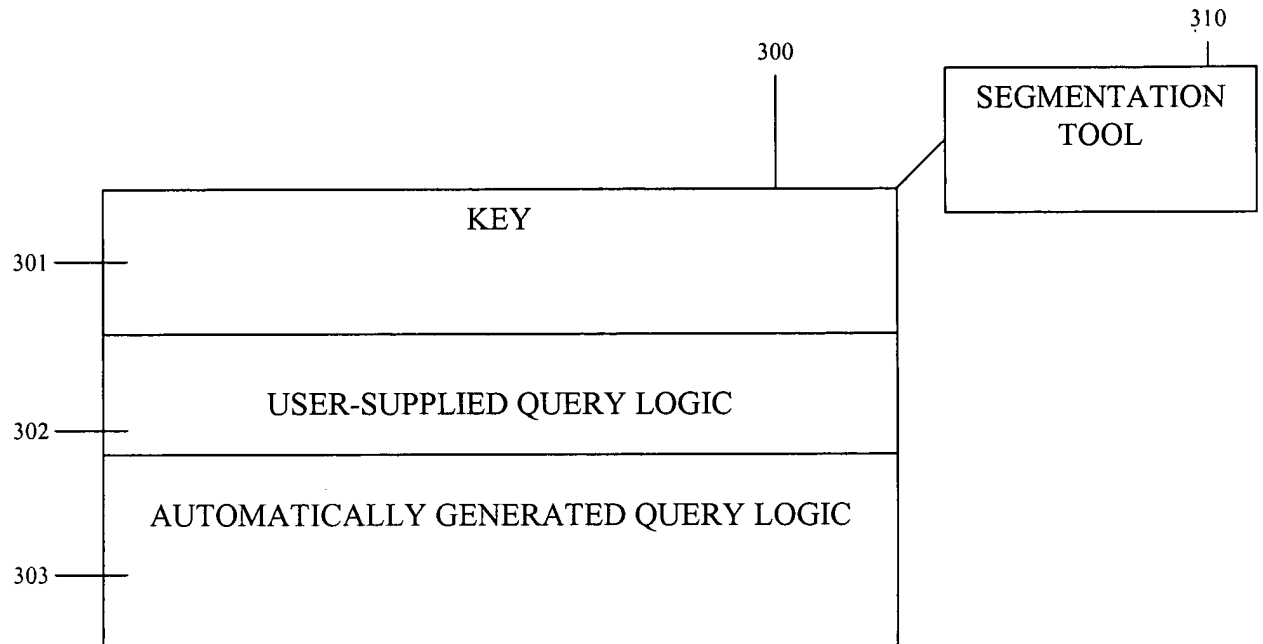 310
300
SEGMENTATION
TOOL
KEY
301
USER-SUPPLIED QUERY LOGIC
302
AUTOMATICALLY GENERATED QUERY LOGIC
303